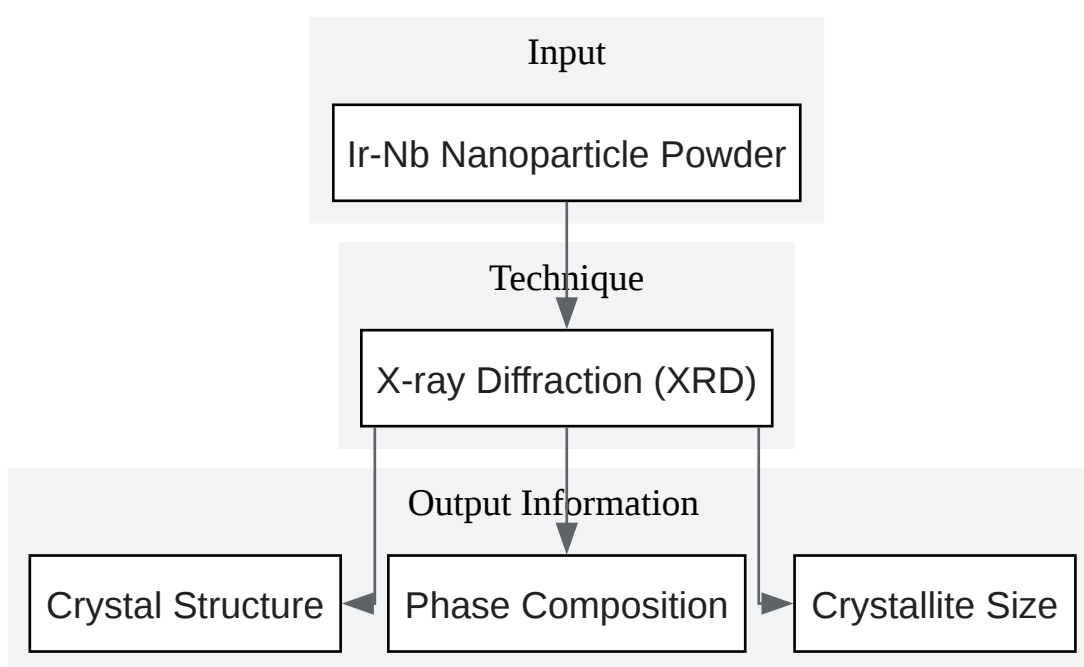 Input
Ir-Nb Nanoparticle Powder
Technique
X-ray Diffraction (XRD)
Output Information
Crystal Structure
Phase Composition
Crystallite Size